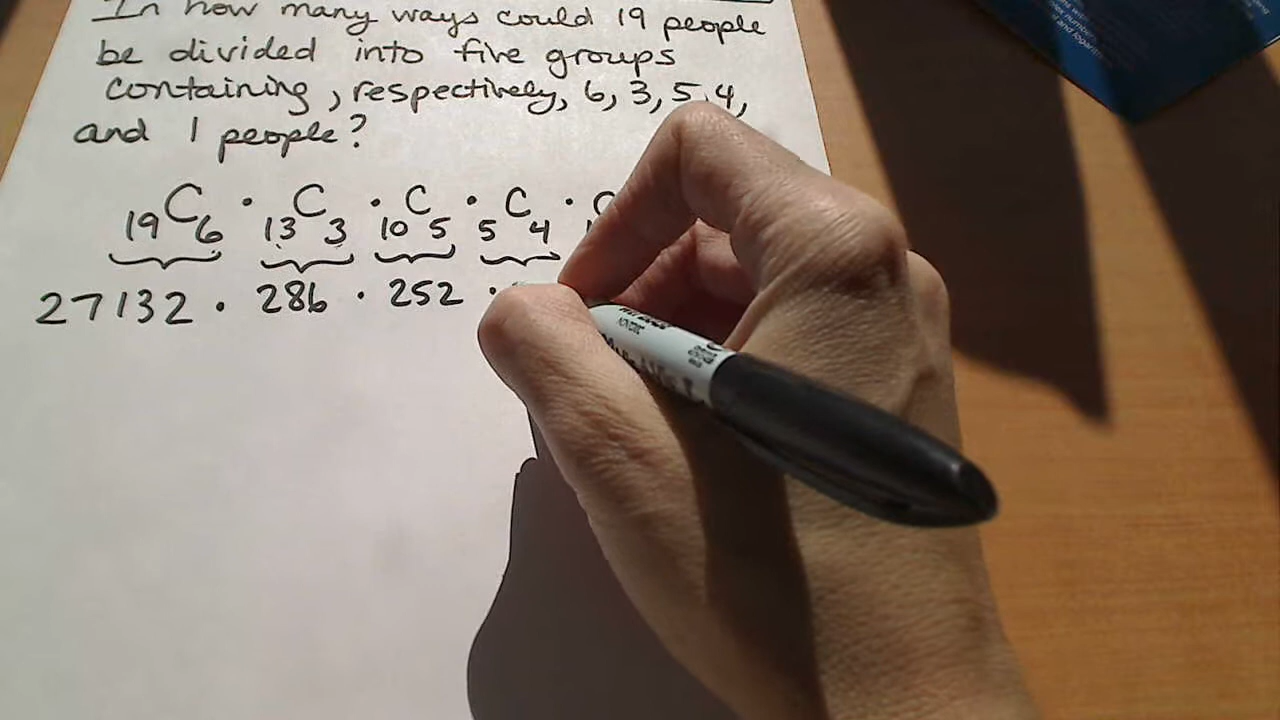 In how many ways could 19 people
be divided into five groups
containing, respectively, 6, 3, 5, 4,
and 1 people?
19C6 · 13C3 · 10C5 · 5C4 · C
27132 · 286 · 252 ·